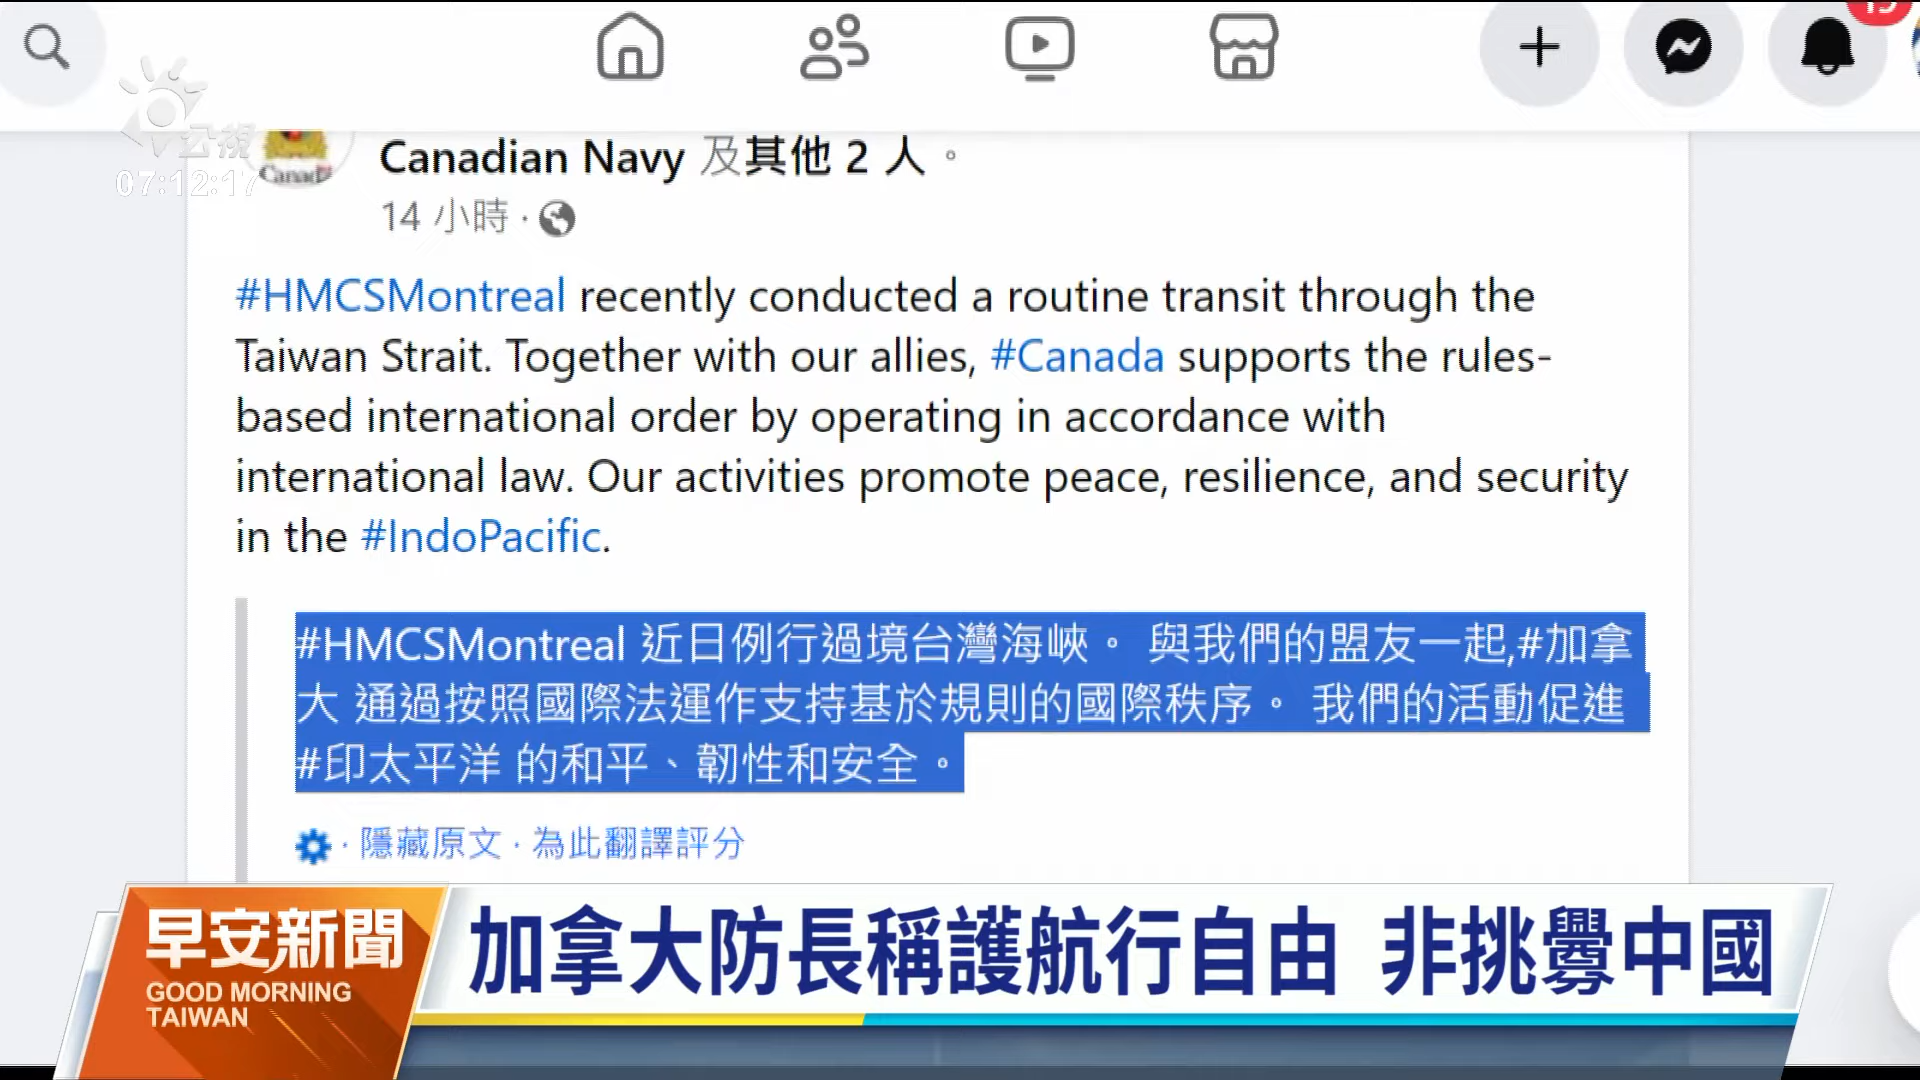 公視
07:12:17
Canada
Canadian Navy 及其他 2 人。
14 小時 ·
#HMCSMontreal recently conducted a routine transit through the
Taiwan Strait. Together with our allies, #Canada supports the rules-
based international order by operating in accordance with
international law. Our activities promote peace, resilience, and security
in the #IndoPacific.
#HMCSMontreal 近日例行過境台灣海峽。 與我們的盟友一起,#加拿
大 通過按照國際法運作支持基於規則的國際秩序。 我們的活動促進
#印太平洋 的和平、韌性和安全。
· 隱藏原文 · 為此翻譯評分
早安新聞
GOOD MORNING
TAIWAN
加拿大防長稱護航行自由 非挑釁中國